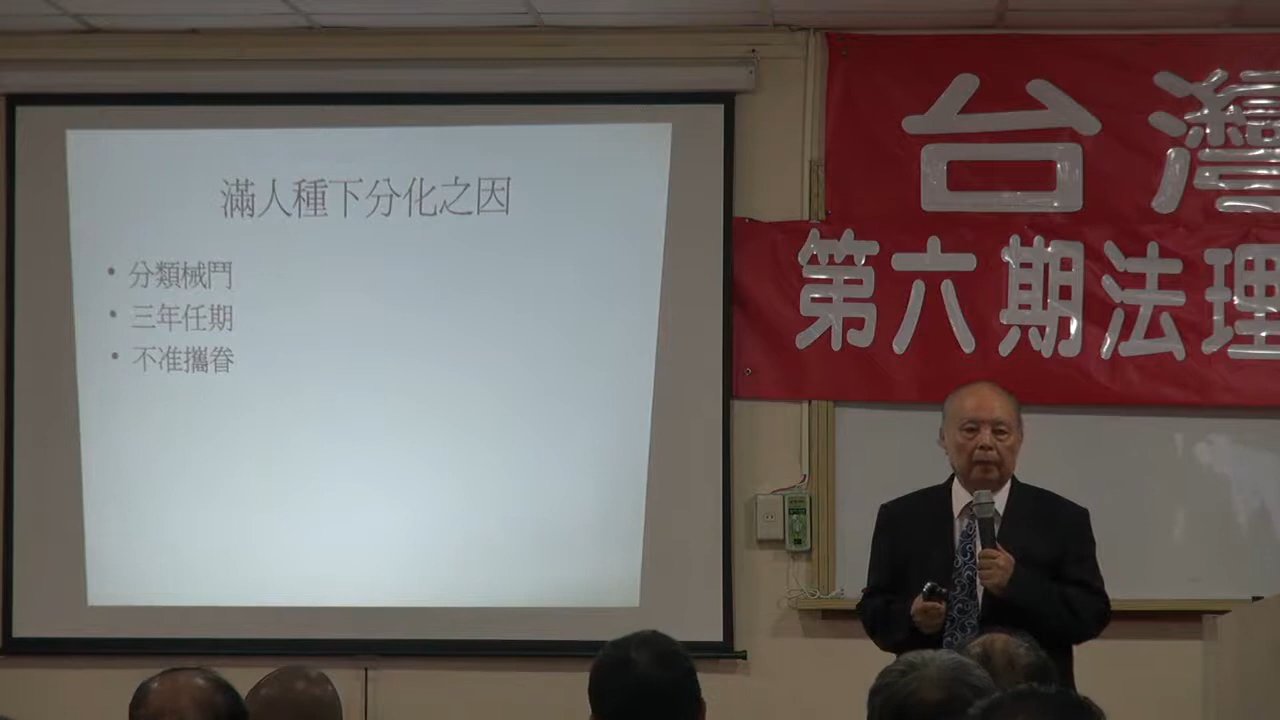 滿人種下分化之因
• 分類械鬥
• 三年任期
• 不准攜眷
台灣
第六期法理